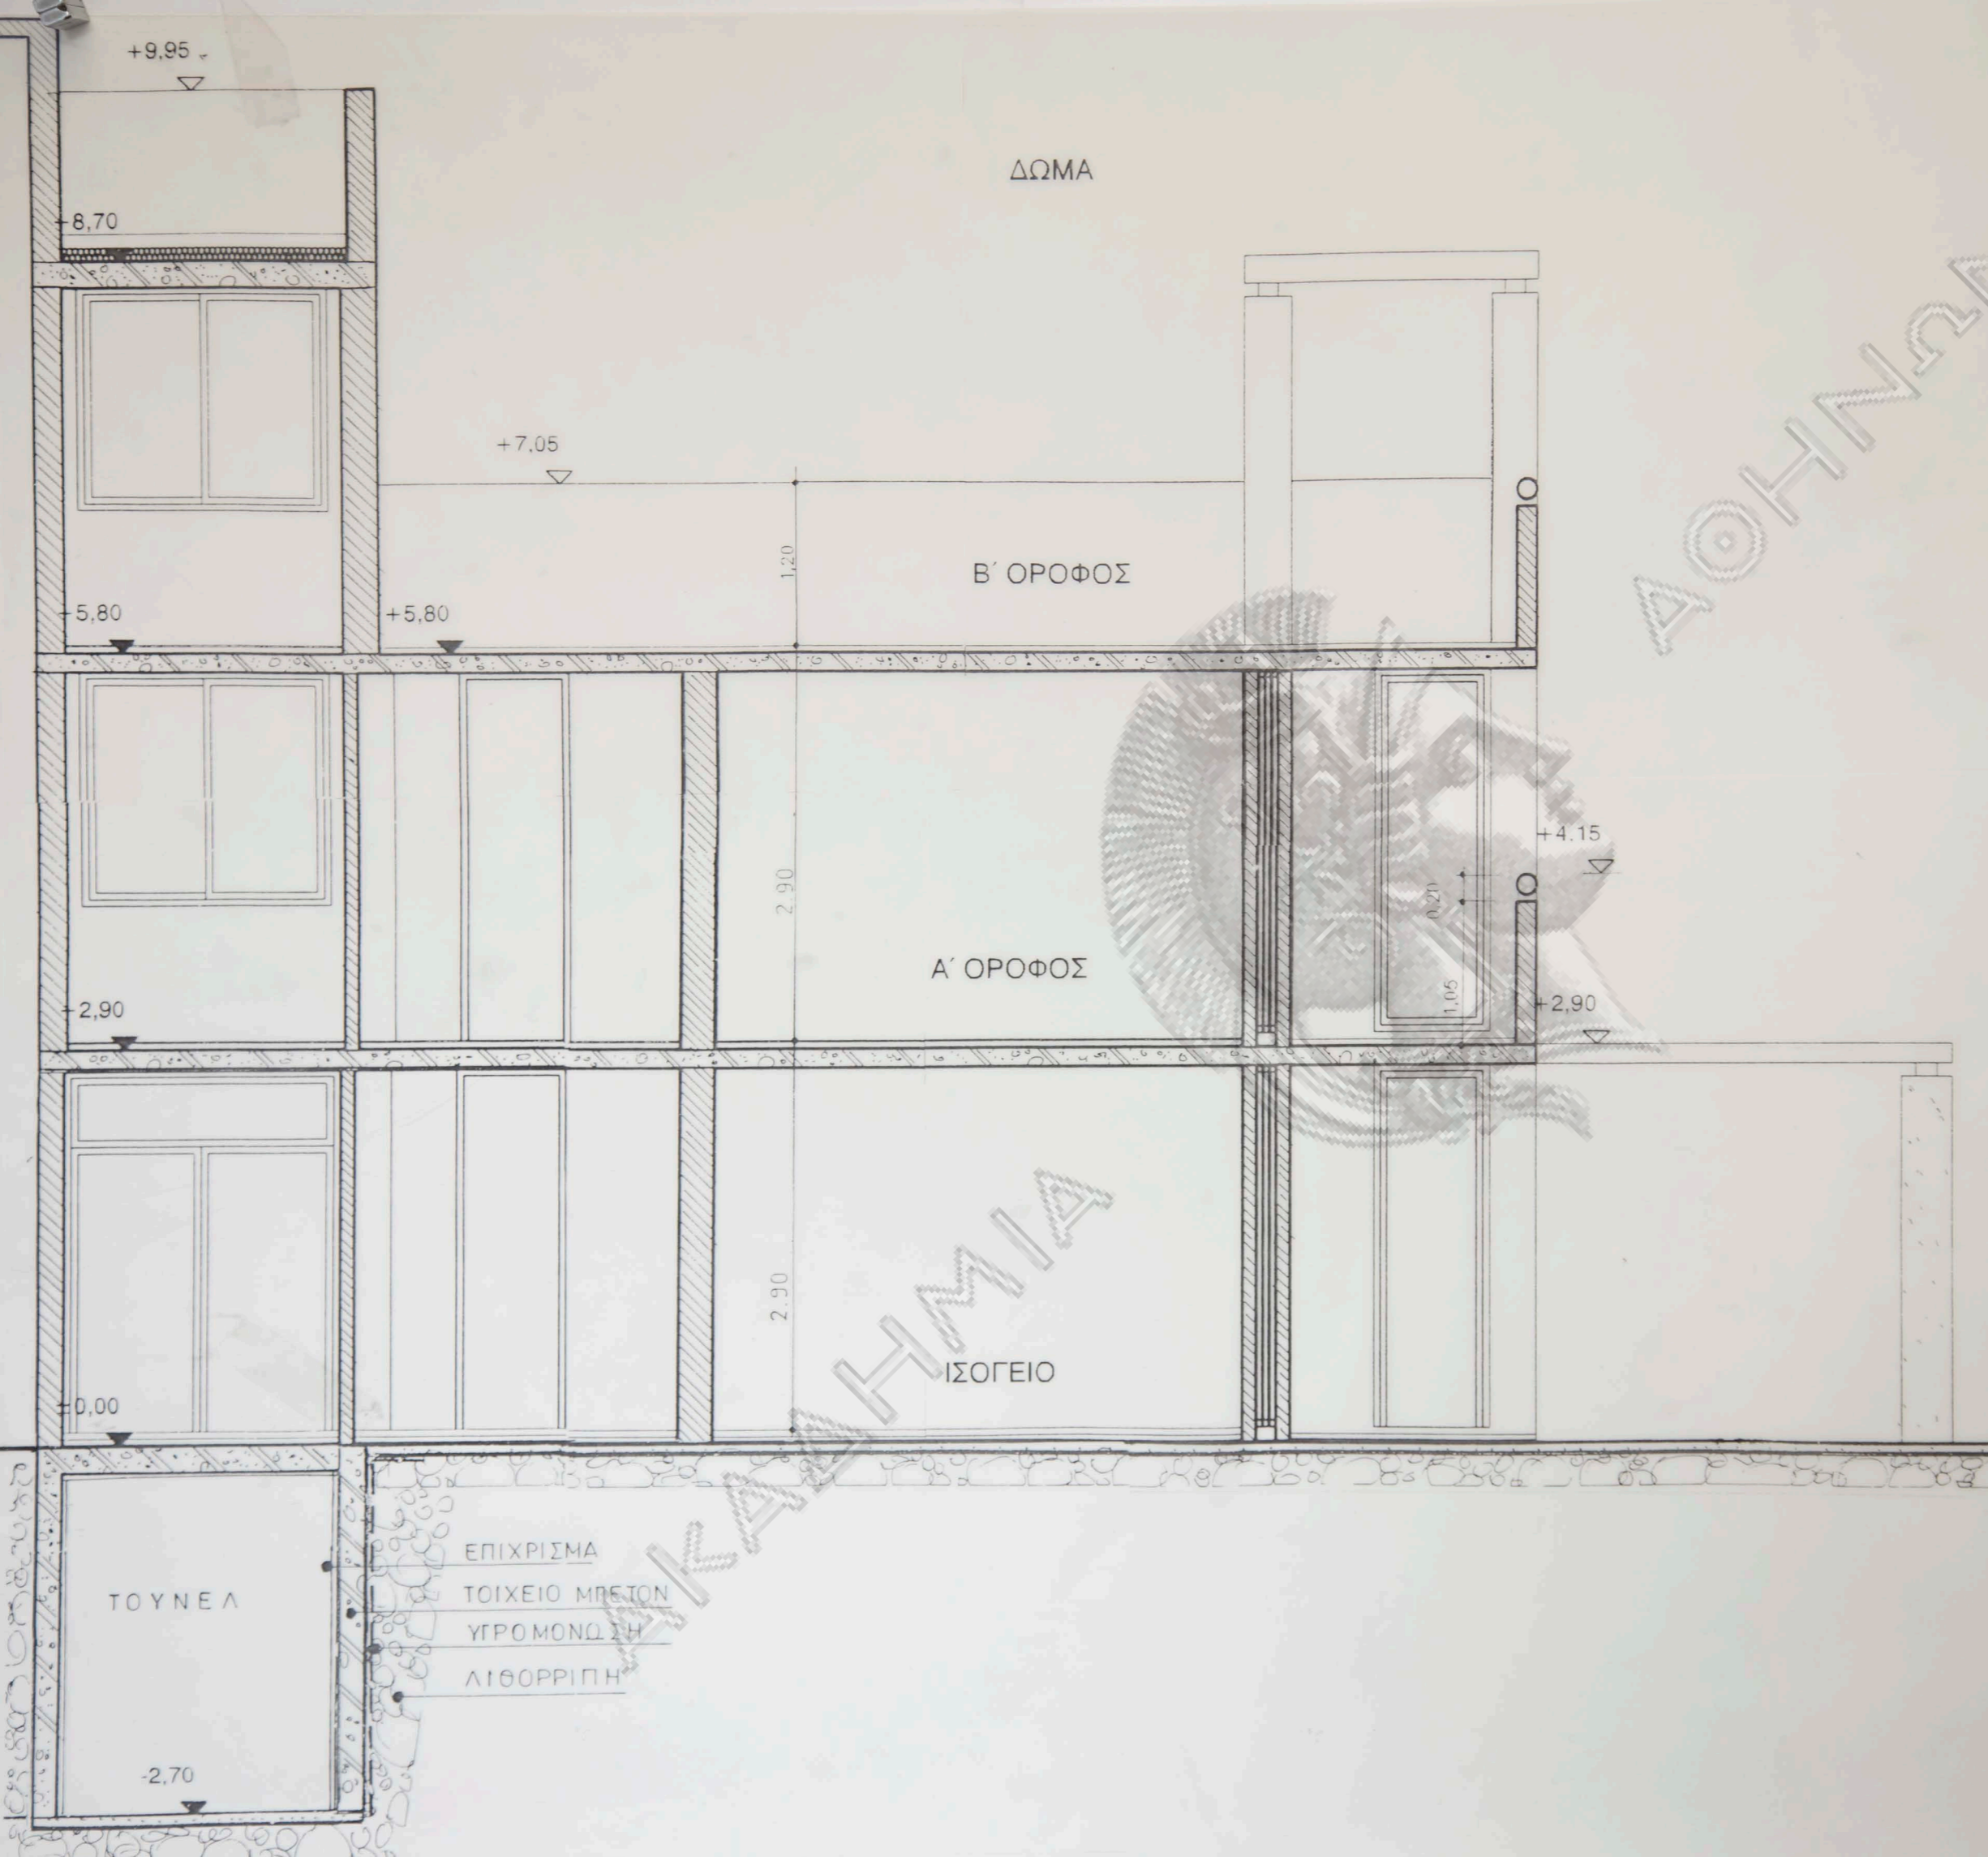 +9,95
ΔΩΜΑ
+8,70
+7,05
1,20
Β΄ ΟΡΟΦΟΣ
+5,80
+5,80
+4.15
2.90
0,20
Α΄ ΟΡΟΦΟΣ
1,05
+2,90
+2,90
2.90
ΙΣΟΓΕΙΟ
±0,00
ΕΠΙΧΡΙΣΜΑ
ΤΟΥΝΕΛ
ΤΟΙΧΕΙΟ ΜΠΕΤΟΝ
ΥΓΡΟΜΟΝΩΣΗ
ΛΙΘΟΡΡΙΠΗ
-2,70
ΑΚΑΔΗΜΙΑ ΑΘΗΝΩΝ